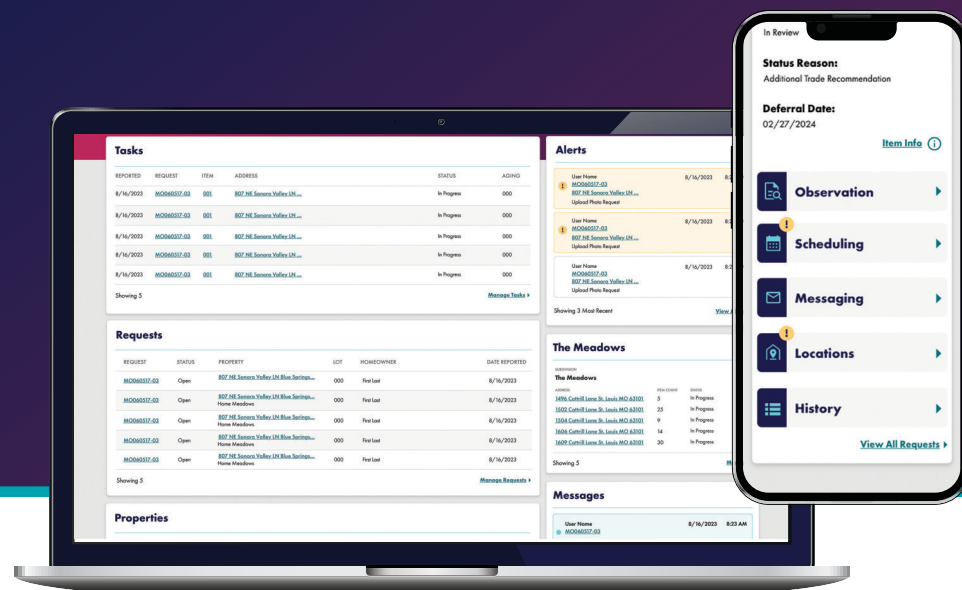 Tasks
REPORTED REQUEST ITEM ADDRESS STATUS AGING
8/16/2023 MO060517-03 001 807 NE Sonora Valley LN ... In Progress 000
8/16/2023 MO060517-03 001 807 NE Sonora Valley LN ... In Progress 000
8/16/2023 MO060517-03 001 807 NE Sonora Valley LN ... In Progress 000
8/16/2023 MO060517-03 001 807 NE Sonora Valley LN ... In Progress 000
8/16/2023 MO060517-03 001 807 NE Sonora Valley LN ... In Progress 000
Showing 5 Manage Tasks
Requests
REQUEST STATUS PROPERTY LOT HOMEOWNER DATE REPORTED
MO060517-03 Open 807 NE Sonora Valley LN Blue Springs... 000 First Last 8/16/2023
MO060517-03 Open 807 NE Sonora Valley LN Blue Springs... 000 First Last 8/16/2023
Home Meadows
MO060517-03 Open 807 NE Sonora Valley LN Blue Springs... 000 First Last 8/16/2023
Home Meadows
MO060517-03 Open 807 NE Sonora Valley LN Blue Springs... 000 First Last 8/16/2023
Home Meadows
MO060517-03 Open 807 NE Sonora Valley LN Blue Springs... 000 First Last 8/16/2023
Home Meadows
Showing 5 Manage Requests
Properties
Alerts
User Name 8/16/2023
MO060517-03
807 NE Sonora Valley LN ...
Upload Photo Request
User Name 8/16/2023
MO060517-03
807 NE Sonora Valley LN ...
Upload Photo Request
User Name 8/16/2023
MO060517-03
807 NE Sonora Valley LN ...
Upload Photo Request
Showing 3 Most Recent
The Meadows
SUBDIVISION
The Meadows
ADDRESS ITEM COUNT STATUS
1496 Cottrill Lane St. Louis MO 63101 5 In Progress
1502 Cottrill Lane St. Louis MO 63101 25 In Progress
1504 Cottrill Lane St. Louis MO 63101 9 In Progress
1606 Cottrill Lane St. Louis MO 63101 14 In Progress
1609 Cottrill Lane St. Louis MO 63101 30 In Progress
Showing 5
Messages
User Name 8/16/2023 8:23 AM
MO060517-03
In Review
Status Reason:
Additional Trade Recommendation
Deferral Date:
02/27/2024
Item Info
Observation
Scheduling
Messaging
Locations
History
View All Requests